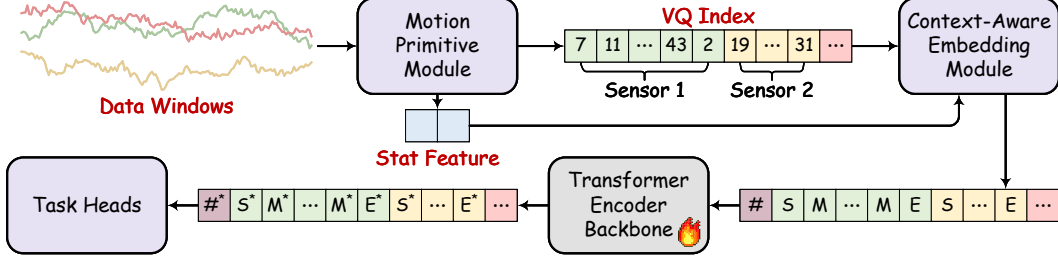 Data Windows
Motion
Primitive
Module
Stat Feature
VQ Index
7 11 ... 43 2 19 ... 31 ...
Sensor 1 Sensor 2
Context-Aware
Embedding
Module
Task Heads
#* S* M* ... M* E* S* ... E* ...
Transformer
Encoder
Backbone
# S M ... M E S ... E ...